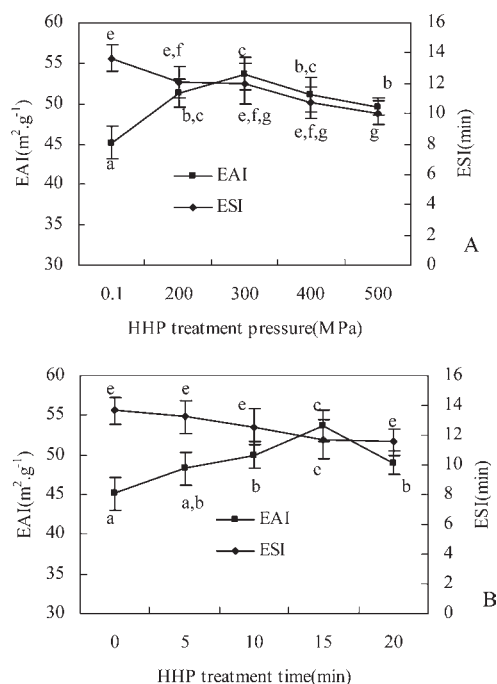 60 16
55 14
50 12
45 10
40 8
35 6
30 4
2
0
EAI(m².g⁻¹)
ESI(min)
e e,f c b,c b
a b,c e,f,g e,f,g g
EAI
ESI
A
0.1 200 300 400 500
HHP treatment pressure(MPa)
60 16
55 14
50 12
45 10
40 8
35 6
30 4
2
0
EAI(m².g⁻¹)
ESI(min)
e e e c e
a a,b b c b
EAI
ESI
B
0 5 10 15 20
HHP treatment time(min)